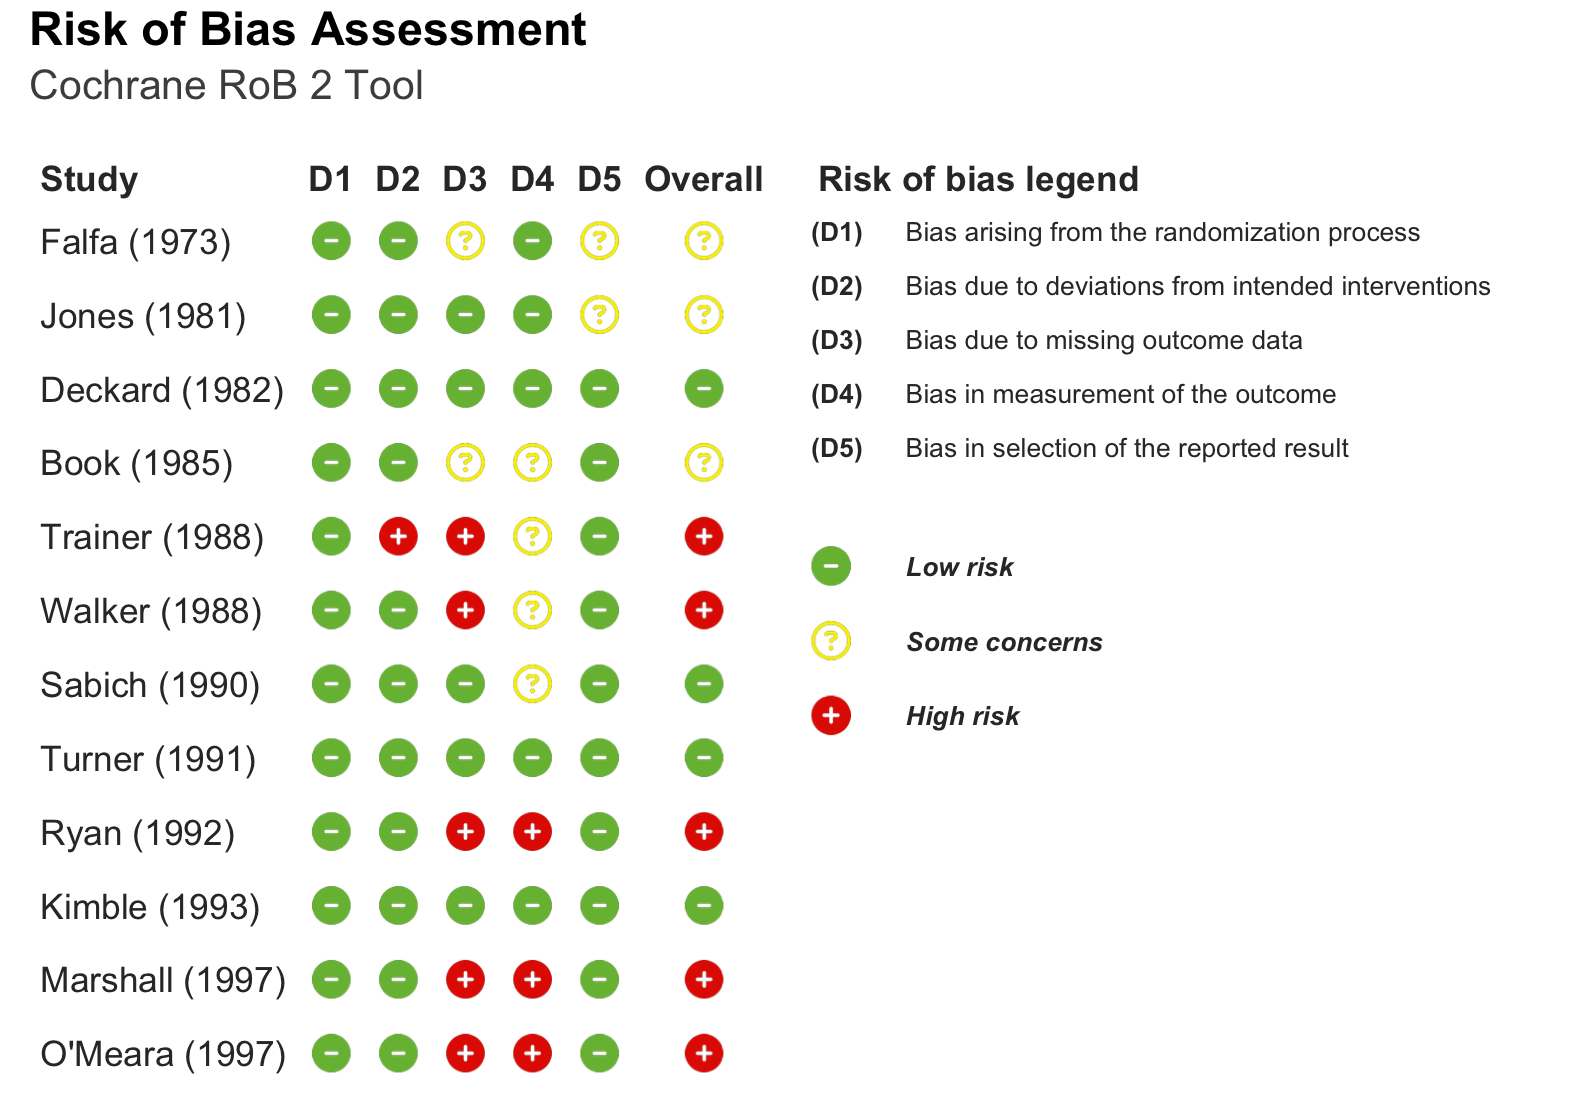 Risk of Bias Assessment
Cochrane RoB 2 Tool
Study D1 D2 D3 D4 D5 Overall
Falfa (1973) - - ? - ? ?
Jones (1981) - - - - ? ?
Deckard (1982) - - - - - -
Book (1985) - - ? ? - ?
Trainer (1988) - + + ? - +
Walker (1988) - - + ? - +
Sabich (1990) - - - ? - -
Turner (1991) - - - - - -
Ryan (1992) - - + + - +
Kimble (1993) - - - - - -
Marshall (1997) - - + + - +
O'Meara (1997) - - + + - +
Risk of bias legend
(D1) Bias arising from the randomization process
(D2) Bias due to deviations from intended interventions
(D3) Bias due to missing outcome data
(D4) Bias in measurement of the outcome
(D5) Bias in selection of the reported result
- Low risk
? Some concerns
+ High risk